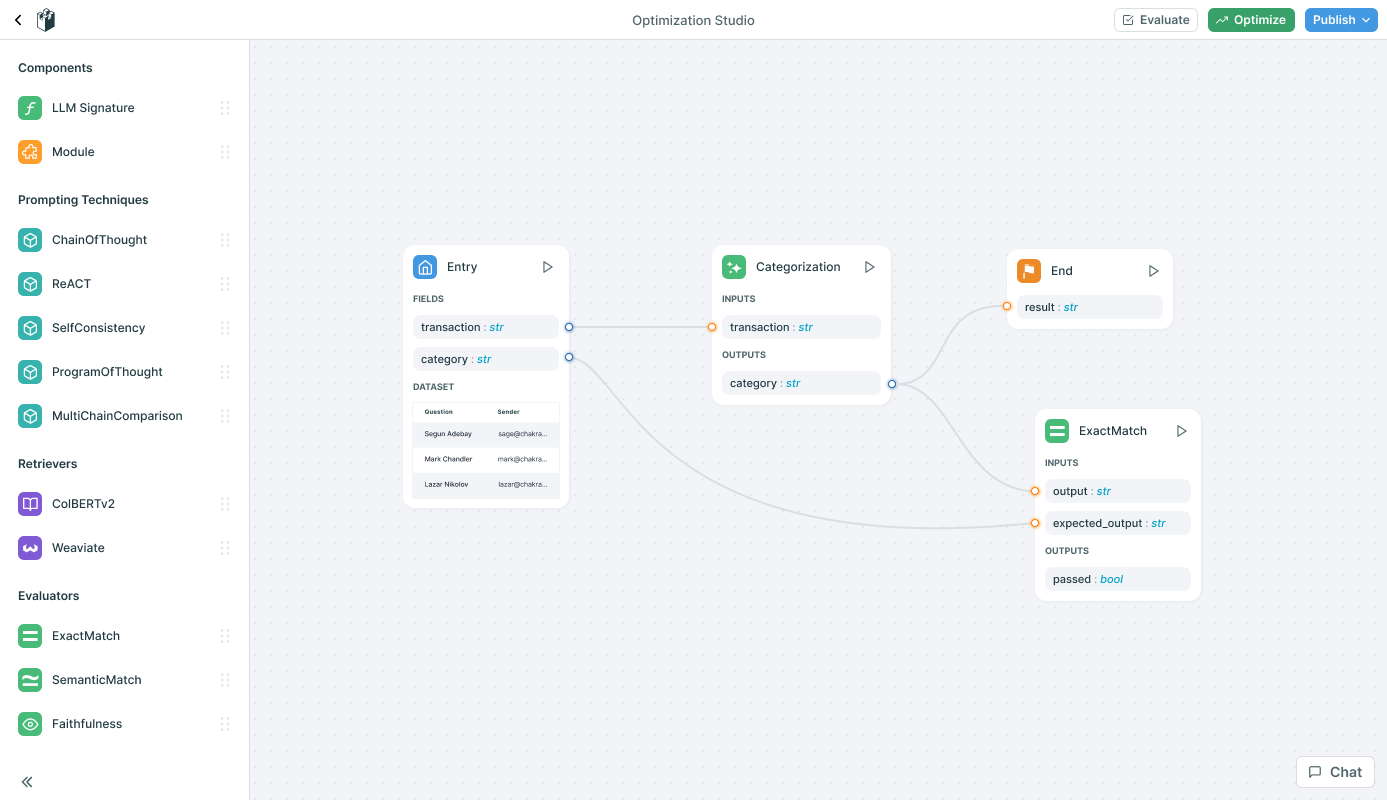 Optimization Studio
Evaluate
Optimize
Publish
Components
LLM Signature
Module
Prompting Techniques
ChainOfThought
ReACT
SelfConsistency
ProgramOfThought
MultiChainComparison
Retrievers
ColBERTv2
Weaviate
Evaluators
ExactMatch
SemanticMatch
Faithfulness
Entry
FIELDS
transaction : str
category : str
DATASET
Question Sender
Segun Adebay sage@chakra...
Mark Chandler mark@chakra...
Lazar Nikolov lazar@chakra...
Categorization
INPUTS
transaction : str
OUTPUTS
category : str
End
result : str
ExactMatch
INPUTS
output : str
expected_output : str
OUTPUTS
passed : bool
Chat